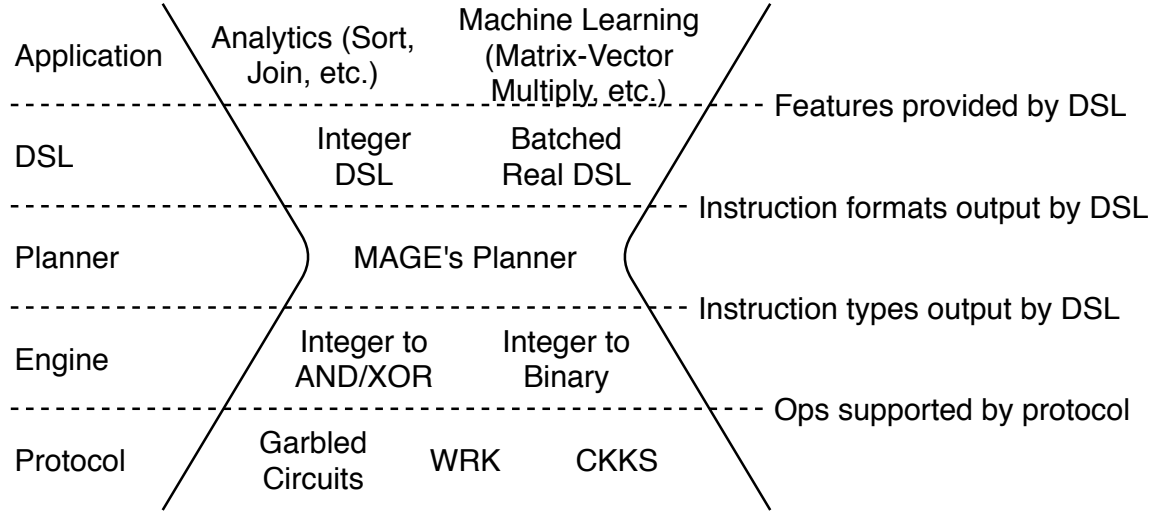 Application
Analytics (Sort,
Join, etc.)
Machine Learning
(Matrix-Vector
Multiply, etc.)
Features provided by DSL
DSL
Integer
DSL
Batched
Real DSL
Instruction formats output by DSL
Planner
MAGE's Planner
Instruction types output by DSL
Engine
Integer to
AND/XOR
Integer to
Binary
Ops supported by protocol
Protocol
Garbled
Circuits
WRK
CKKS